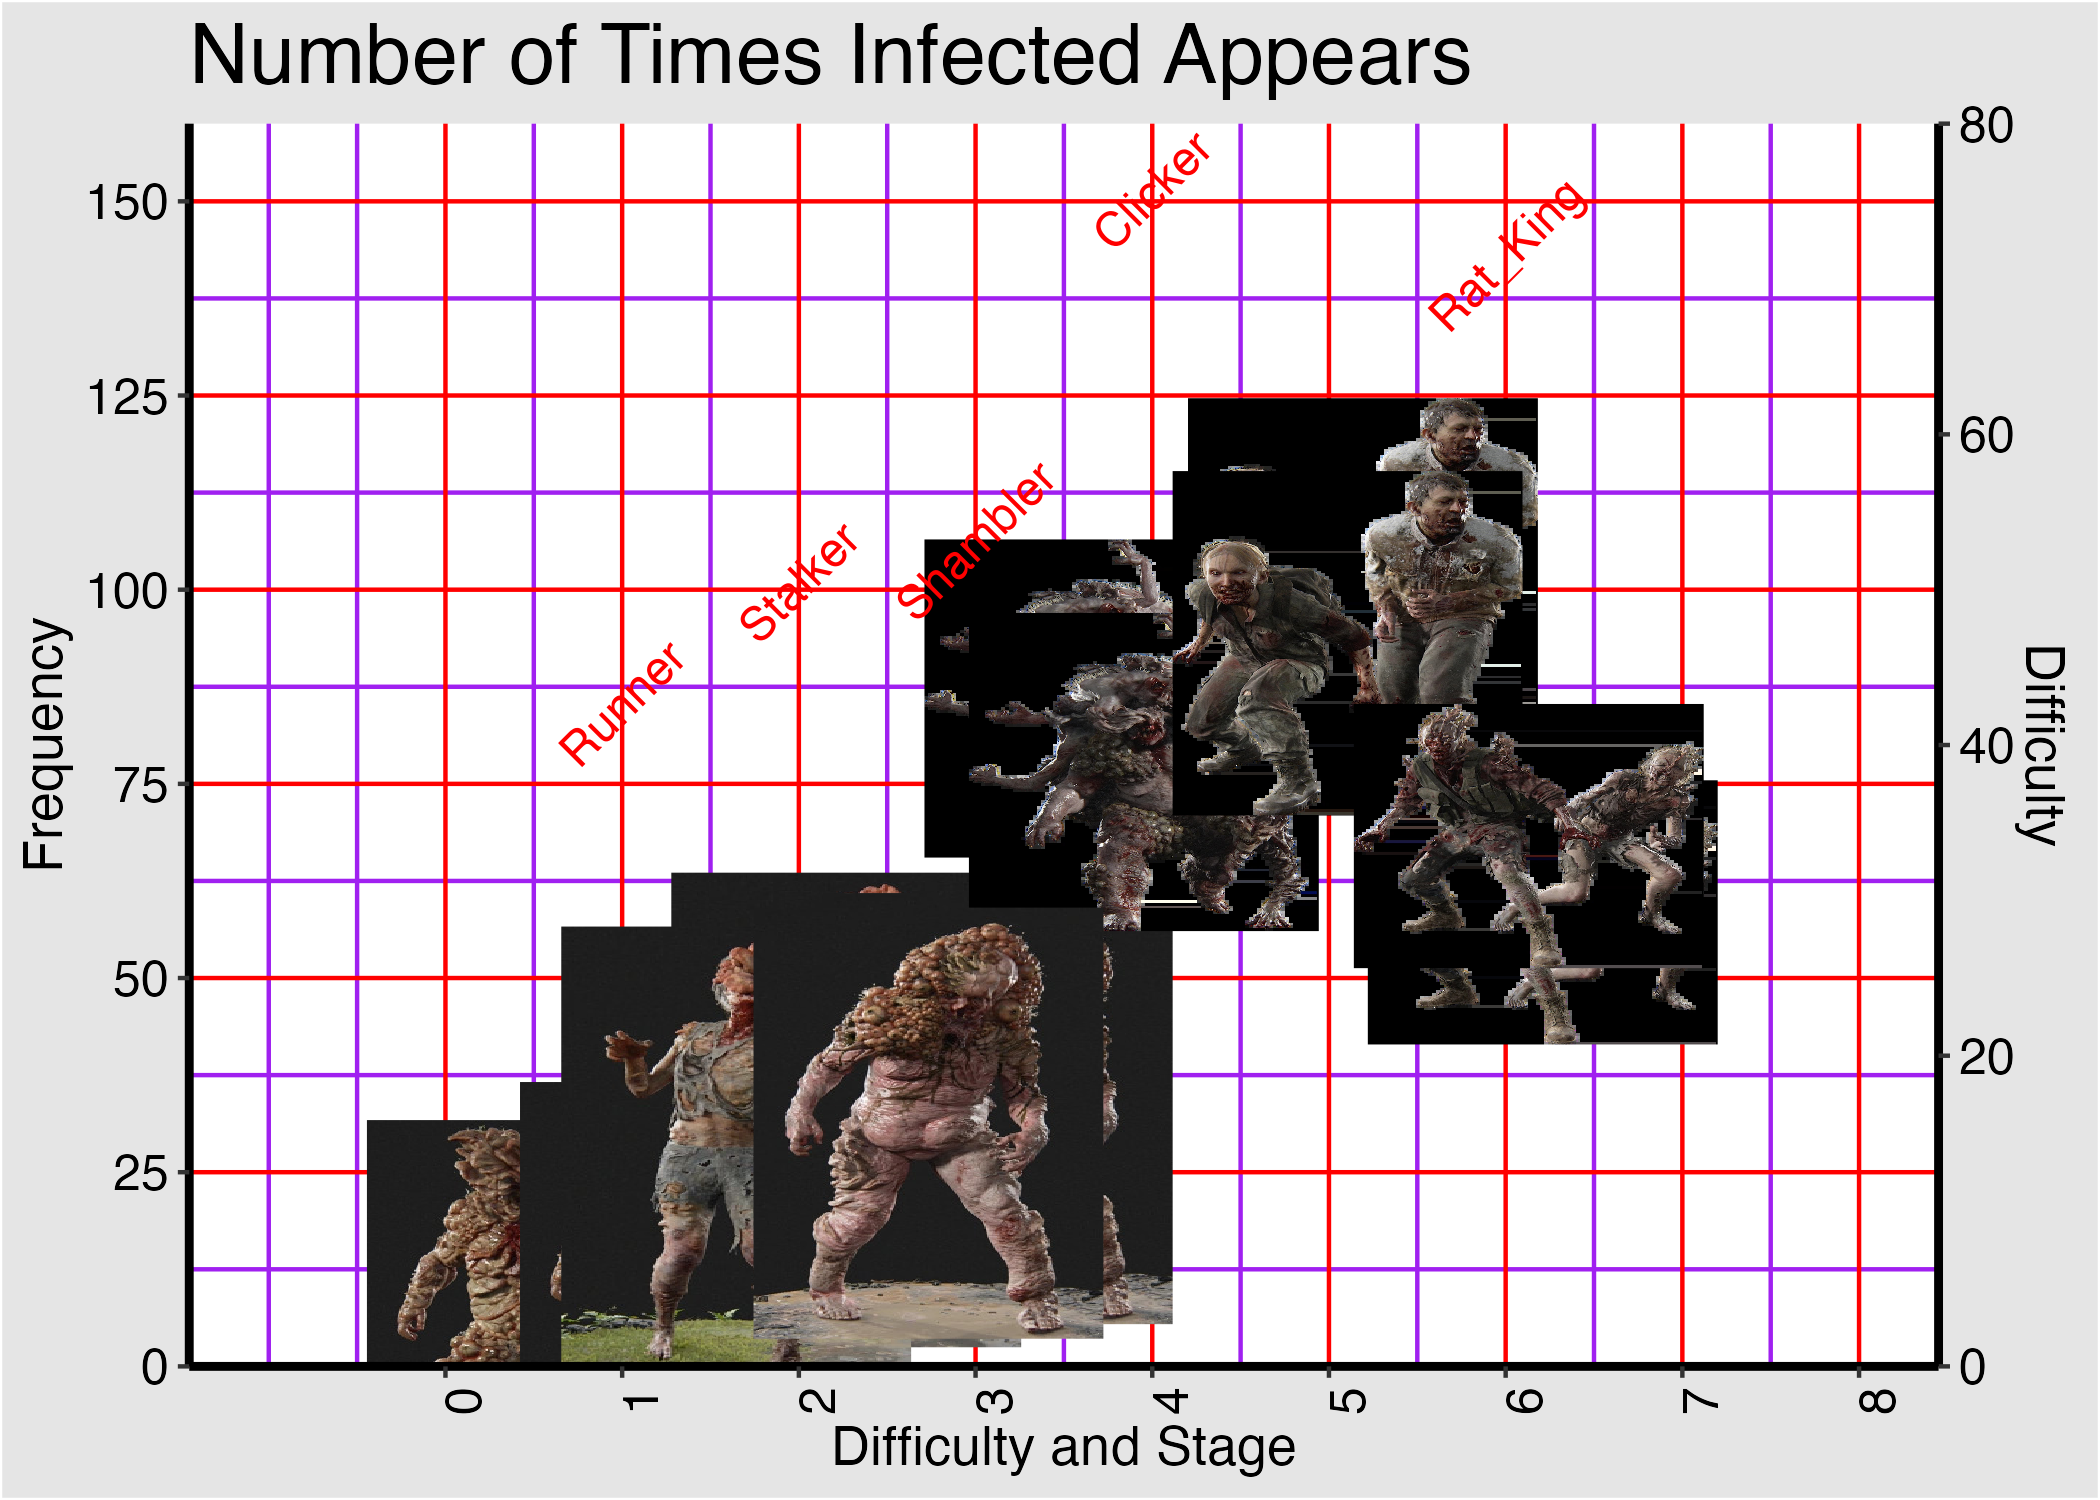 Number of Times Infected Appears
150
125
100
75
50
25
0
Frequency
Clicker
Rat_King
Shambler
Stalker
Runner
80
60
40
20
0
Difficulty
0
1
2
3
4
5
6
7
8
Difficulty and Stage